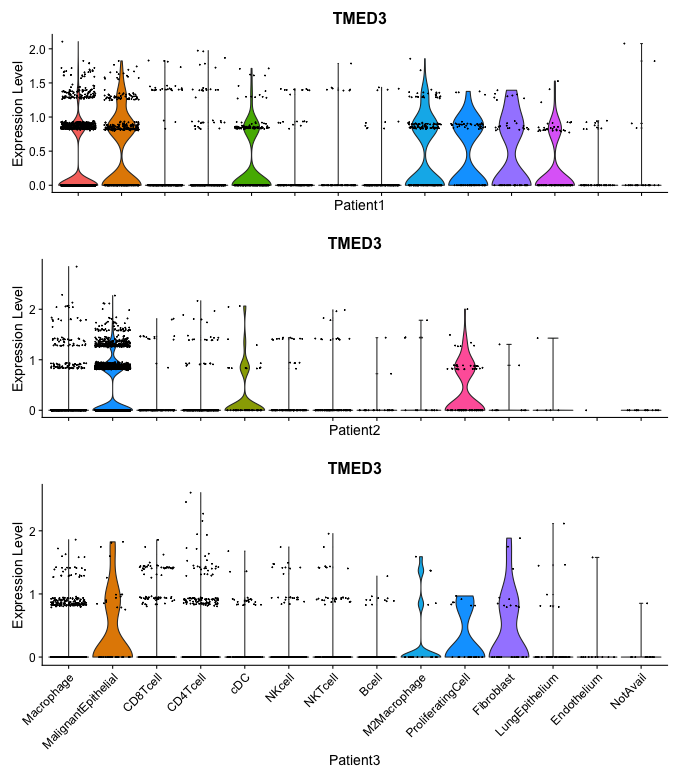 TMED3
Expression Level
2.0
1.5
1.0
0.5
0.0
Patient1
TMED3
Expression Level
2
1
0
Patient2
TMED3
Expression Level
2
1
0
Macrophage
MalignantEpithelial
CD8Tcell
CD4Tcell
cDC
NKcell
NKTcell
Bcell
M2Macrophage
ProliferatingCell
Fibroblast
LungEpithelium
Endothelium
NotAvail
Patient3